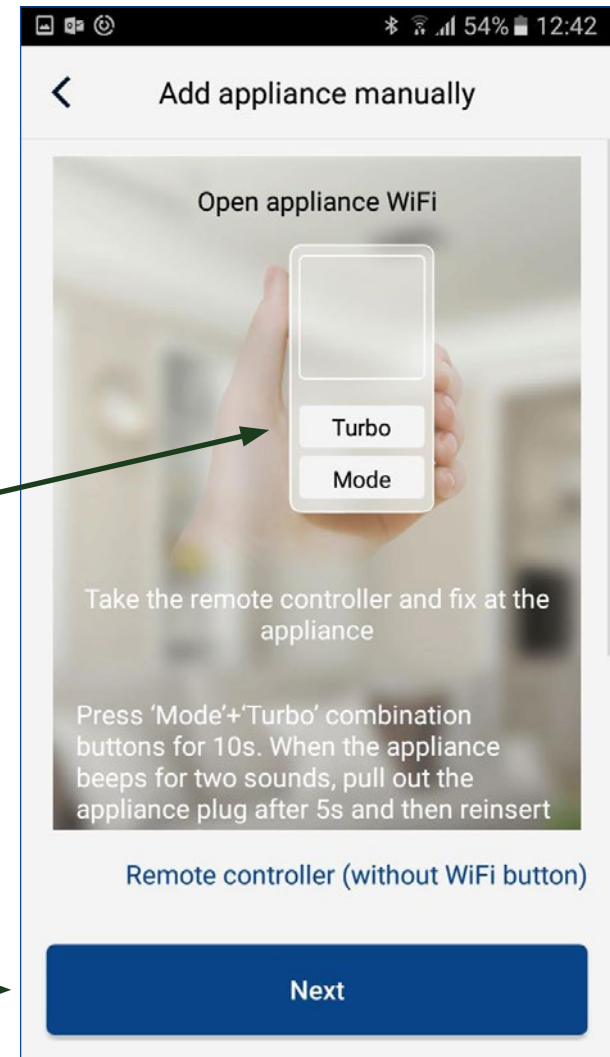 54% 12:42
Add appliance manually
Open appliance WiFi
Turbo
Mode
Take the remote controller and fix at the
appliance
Press ‘Mode’+‘Turbo’ combination
buttons for 10s. When the appliance
beeps for two sounds, pull out the
appliance plug after 5s and then reinsert
Remote controller (without WiFi button)
Next